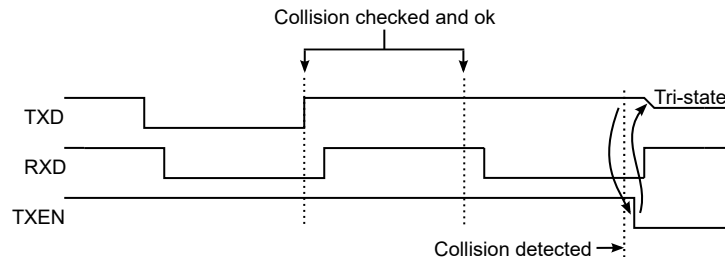 Collision checked and ok
Tri-state
TXD
RXD
TXEN
Collision detected